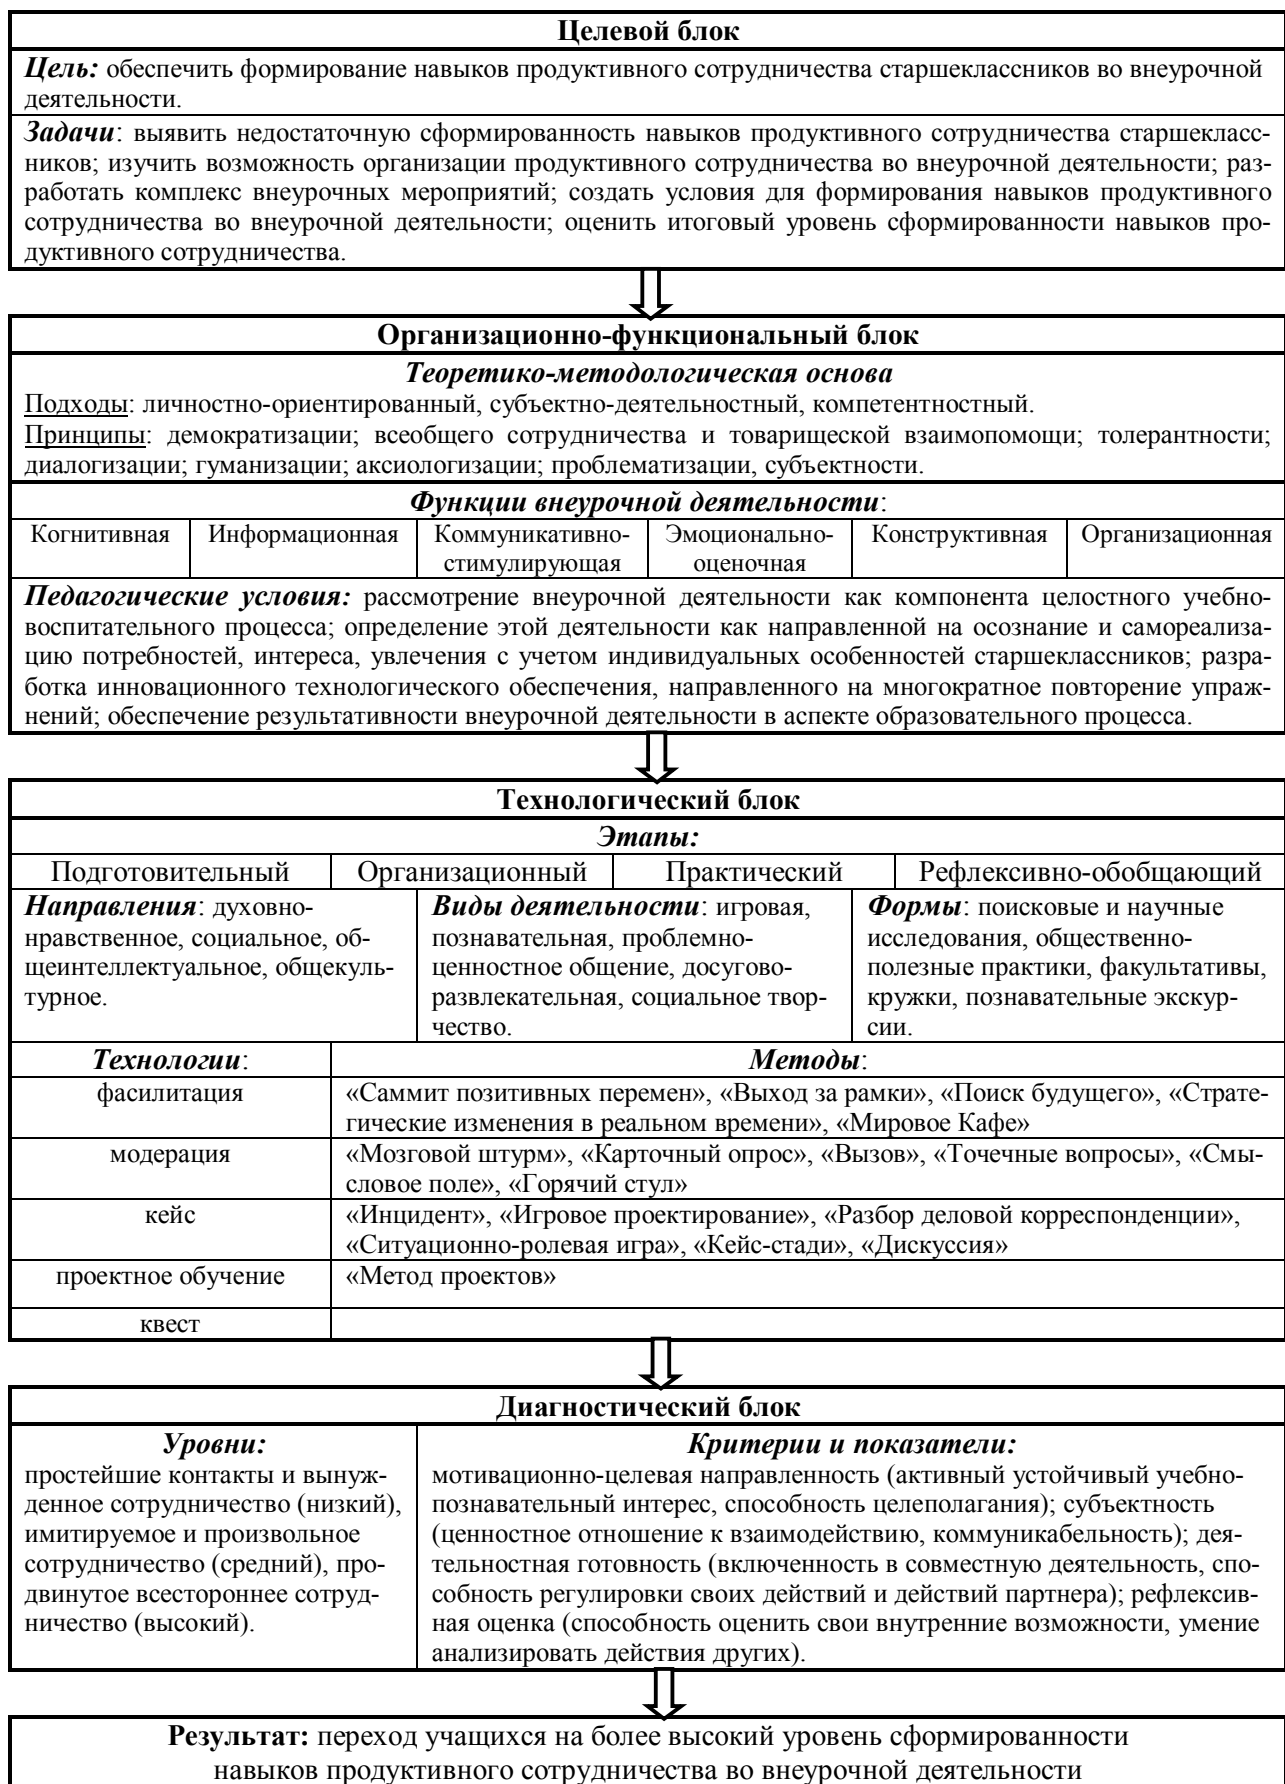 Целевой блок
Цель: обеспечить формирование навыков продуктивного сотрудничества старшеклассников во внеурочной
деятельности.
Задачи: выявить недостаточную сформированность навыков продуктивного сотрудничества старшекласс-
ников; изучить возможность организации продуктивного сотрудничества во внеурочной деятельности; раз-
работать комплекс внеурочных мероприятий; создать условия для формирования навыков продуктивного
сотрудничества во внеурочной деятельности; оценить итоговый уровень сформированности навыков про-
дуктивного сотрудничества.
Организационно-функциональный блок
Теоретико-методологическая основа
Подходы: личностно-ориентированный, субъектно-деятельностный, компетентностный.
Принципы: демократизации; всеобщего сотрудничества и товарищеской взаимопомощи; толерантности;
диалогизации; гуманизации; аксиологизации; проблематизации, субъектности.
Функции внеурочной деятельности:
Когнитивная
Информационная
Коммуникативно-
стимулирующая
Эмоционально-
оценочная
Конструктивная
Организационная
Педагогические условия: рассмотрение внеурочной деятельности как компонента целостного учебно-
воспитательного процесса; определение этой деятельности как направленной на осознание и самореализа-
цию потребностей, интереса, увлечения с учетом индивидуальных особенностей старшеклассников; разра-
ботка инновационного технологического обеспечения, направленного на многократное повторение упраж-
нений; обеспечение результативности внеурочной деятельности в аспекте образовательного процесса.
Технологический блок
Этапы:
Подготовительный
Организационный
Практический
Рефлексивно-обобщающий
Направления: духовно-
нравственное, социальное, об-
щеинтеллектуальное, общекуль-
турное.
Виды деятельности: игровая,
познавательная, проблемно-
ценностное общение, досугово-
развлекательная, социальное твор-
чество.
Формы: поисковые и научные
исследования, общественно-
полезные практики, факультативы,
кружки, познавательные экскур-
сии.
Технологии:
Методы:
фасилитация
«Саммит позитивных перемен», «Выход за рамки», «Поиск будущего», «Страте-
гические изменения в реальном времени», «Мировое Кафе»
модерация
«Мозговой штурм», «Карточный опрос», «Вызов», «Точечные вопросы», «Смы-
словое поле», «Горячий стул»
кейс
«Инцидент», «Игровое проектирование», «Разбор деловой корреспонденции»,
«Ситуационно-ролевая игра», «Кейс-стади», «Дискуссия»
проектное обучение
«Метод проектов»
квест
Диагностический блок
Уровни:
простейшие контакты и вынуж-
денное сотрудничество (низкий),
имитируемое и произвольное
сотрудничество (средний), про-
двинутое всестороннее сотруд-
ничество (высокий).
Критерии и показатели:
мотивационно-целевая направленность (активный устойчивый учебно-
познавательный интерес, способность целеполагания); субъектность
(ценностное отношение к взаимодействию, коммуникабельность); дея-
тельностная готовность (включенность в совместную деятельность, спо-
собность регулировки своих действий и действий партнера); рефлексив-
ная оценка (способность оценить свои внутренние возможности, умение
анализировать действия других).
Результат: переход учащихся на более высокий уровень сформированности
навыков продуктивного сотрудничества во внеурочной деятельности